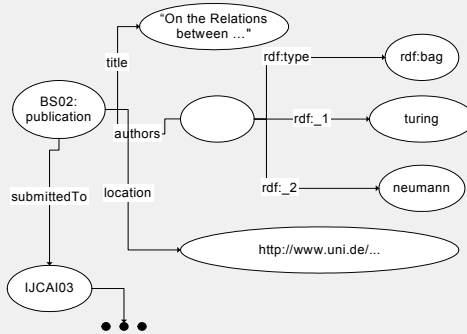 “On the Relations
between …"
title
rdf:type
rdf:bag
BS02:
publication
authors
rdf:_1
turing
submittedTo
location
rdf:_2
neumann
http://www.uni.de/...
IJCAI03